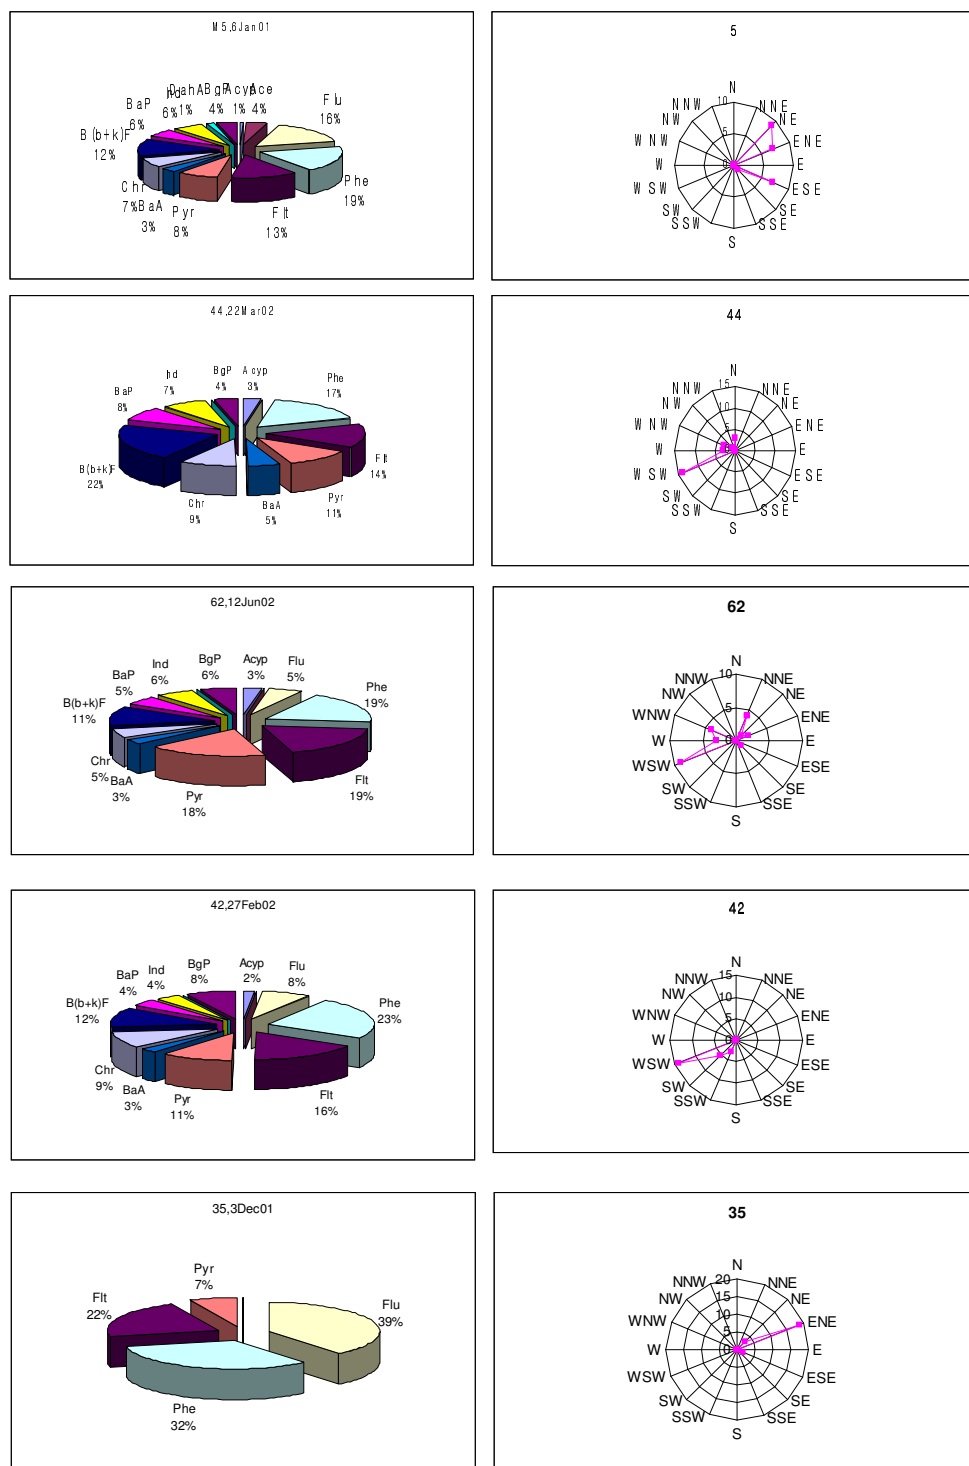 M5,6Jan01
BaP 6%
Ind 6%
DahA 1%
BgP 4%
Acyp 1%
Ace 4%
Flu 16%
B(b+k)F 12%
Chr 7%
BaA 3%
Pyr 8%
Flt 13%
Phe 19%
5
N
NNW NNE
NW NE
WNW ENE
W E
WSW ESE
SW SE
SSW SSE
S
10
5
0
44,22Mar02
BaP 8%
Ind 7%
BgP 4%
Acyp 3%
Phe 17%
B(b+k)F 22%
Chr 9%
BaA 5%
Pyr 11%
Flt 14%
44
N
NNW NNE
NW NE
WNW ENE
W E
WSW ESE
SW SE
SSW SSE
S
15
10
5
0
62,12Jun02
BaP 5%
Ind 6%
BgP 6%
Acyp 3%
Flu 5%
Phe 19%
B(b+k)F 11%
Chr 5%
BaA 3%
Pyr 18%
Flt 19%
62
N
NNW NNE
NW NE
WNW ENE
W E
WSW ESE
SW SE
SSW SSE
S
10
5
0
42,27Feb02
BaP 4%
Ind 4%
BgP 8%
Acyp 2%
Flu 8%
Phe 23%
B(b+k)F 12%
Chr 9%
BaA 3%
Pyr 11%
Flt 16%
42
N
NNW NNE
NW NE
WNW ENE
W E
WSW ESE
SW SE
SSW SSE
S
15
10
5
0
35,3Dec01
Flt 22%
Pyr 7%
Flu 39%
Phe 32%
35
N
NNW NNE
NW NE
WNW ENE
W E
WSW ESE
SW SE
SSW SSE
S
20
15
10
5
0